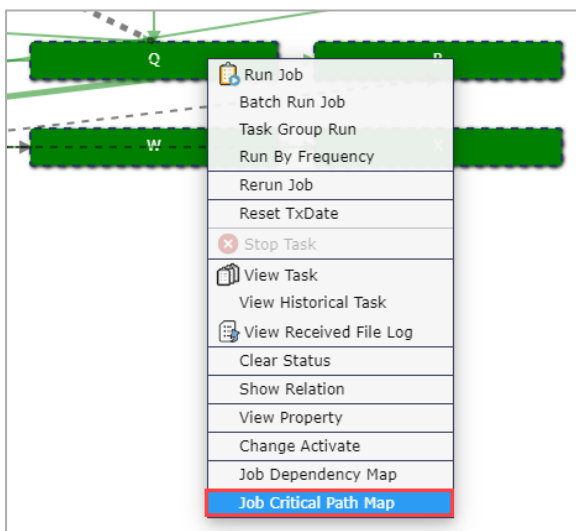 Q
Run Job
Batch Run Job
Task Group Run
W
Run By Frequency
Rerun Job
Reset TxDate
Stop Task
View Task
View Historical Task
View Received File Log
Clear Status
Show Relation
View Property
Change Activate
Job Dependency Map
Job Critical Path Map